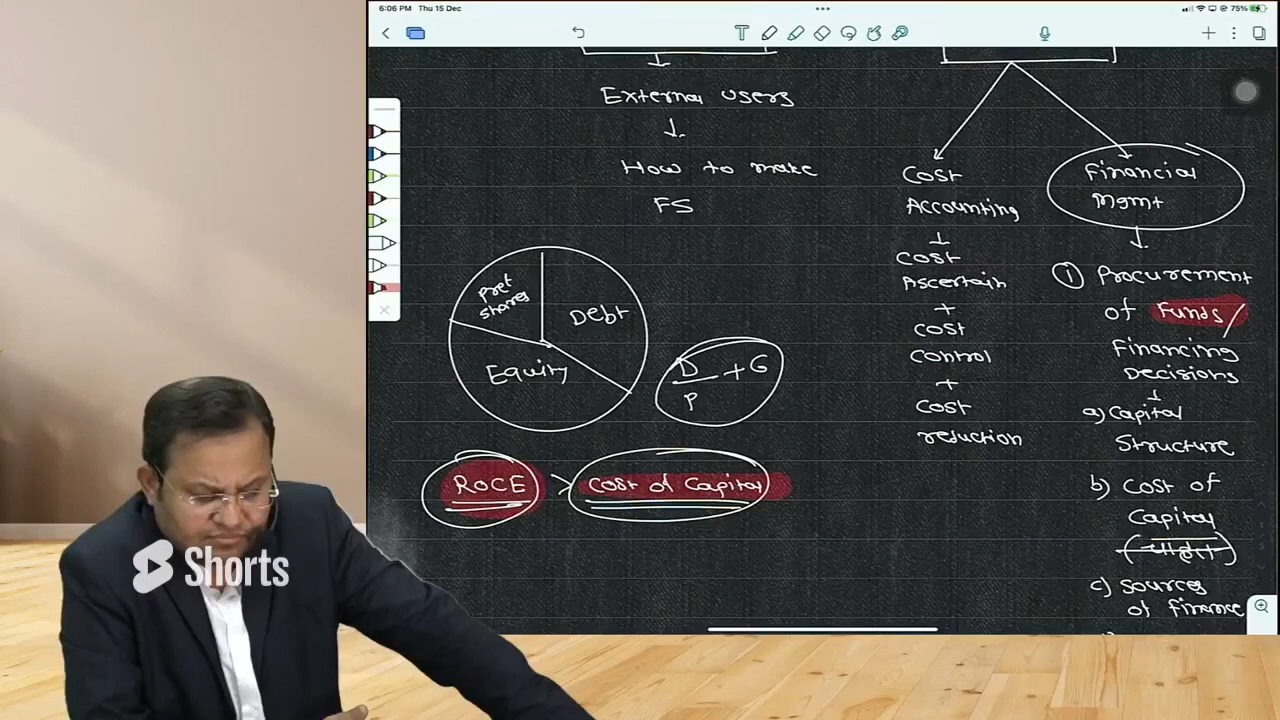 6:06 PM Thu 15 Dec
75%
T
External users
How to make
FS
Pref
shares
Debt
Equity
D
P
+ G
ROCE > Cost of Capital
Cost
Accounting
Cost
Ascertain
+
Cost
Control
+
Cost
reduction
Financial
Mgmt
① Procurement
of Funds/
Financing
Decisions
a) Capital
Structure
b) Cost of
Capital
c) Sources
of finance
Shorts